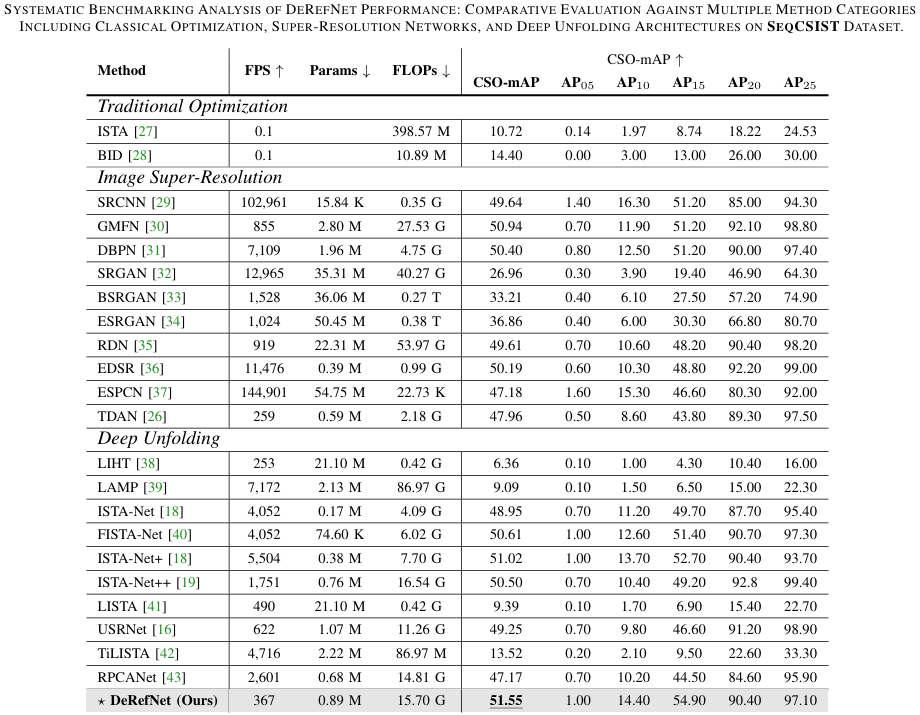 SYSTEMATIC BENCHMARKING ANALYSIS OF DEREFNET PERFORMANCE: COMPARATIVE EVALUATION AGAINST MULTIPLE METHOD CATEGORIES
INCLUDING CLASSICAL OPTIMIZATION, SUPER-RESOLUTION NETWORKS, AND DEEP UNFOLDING ARCHITECTURES ON SEQCSIST DATASET.
Method FPS ↑ Params ↓ FLOPs ↓ CSO-mAP ↑
CSO-mAP AP05 AP10 AP15 AP20 AP25
Traditional Optimization
ISTA [27] 0.1 398.57 M 10.72 0.14 1.97 8.74 18.22 24.53
BID [28] 0.1 10.89 M 14.40 0.00 3.00 13.00 26.00 30.00
Image Super-Resolution
SRCNN [29] 102,961 15.84 K 0.35 G 49.64 1.40 16.30 51.20 85.00 94.30
GMFN [30] 855 2.80 M 27.53 G 50.94 0.70 11.90 51.20 92.10 98.80
DBPN [31] 7,109 1.96 M 4.75 G 50.40 0.80 12.50 51.20 90.00 97.40
SRGAN [32] 12,965 35.31 M 40.27 G 26.96 0.30 3.90 19.40 46.90 64.30
BSRGAN [33] 1,528 36.06 M 0.27 T 33.21 0.40 6.10 27.50 57.20 74.90
ESRGAN [34] 1,024 50.45 M 0.38 T 36.86 0.40 6.00 30.30 66.80 80.70
RDN [35] 919 22.31 M 53.97 G 49.61 0.70 10.60 48.20 90.40 98.20
EDSR [36] 11,476 0.39 M 0.99 G 50.19 0.60 10.30 48.80 92.20 99.00
ESPCN [37] 144,901 54.75 M 22.73 K 47.18 1.60 15.30 46.60 80.30 92.00
TDAN [26] 259 0.59 M 2.18 G 47.96 0.50 8.60 43.80 89.30 97.50
Deep Unfolding
LIHT [38] 253 21.10 M 0.42 G 6.36 0.10 1.00 4.30 10.40 16.00
LAMP [39] 7,172 2.13 M 86.97 G 9.09 0.10 1.50 6.50 15.00 22.30
ISTA-Net [18] 4,052 0.17 M 4.09 G 48.95 0.70 11.20 49.70 87.70 95.40
FISTA-Net [40] 4,052 74.60 K 6.02 G 50.61 1.00 12.60 51.40 90.70 97.30
ISTA-Net+ [18] 5,504 0.38 M 7.70 G 51.02 1.00 13.70 52.70 90.40 93.70
ISTA-Net++ [19] 1,751 0.76 M 16.54 G 50.50 0.70 10.40 49.20 92.8 99.40
LISTA [41] 490 21.10 M 0.42 G 9.39 0.10 1.70 6.90 15.40 22.70
USRNet [16] 622 1.07 M 11.26 G 49.25 0.70 9.80 46.60 91.20 98.90
TiLISTA [42] 4,716 2.22 M 86.97 M 13.52 0.20 2.10 9.50 22.60 33.30
RPCANet [43] 2,601 0.68 M 14.81 G 47.17 0.70 10.20 44.50 84.60 95.90
⋆ DeRefNet (Ours) 367 0.89 M 15.70 G 51.55 1.00 14.40 54.90 90.40 97.10